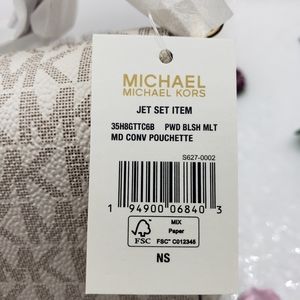 MICHAEL
MICHAEL KORS
JET SET ITEM
35H8GTTC6B PWD BLSH MLT
MD CONV POUCHETTE
S627-0002
1 94900 06840 3
FSC
MIX
Paper
FSC™ C012345
NS